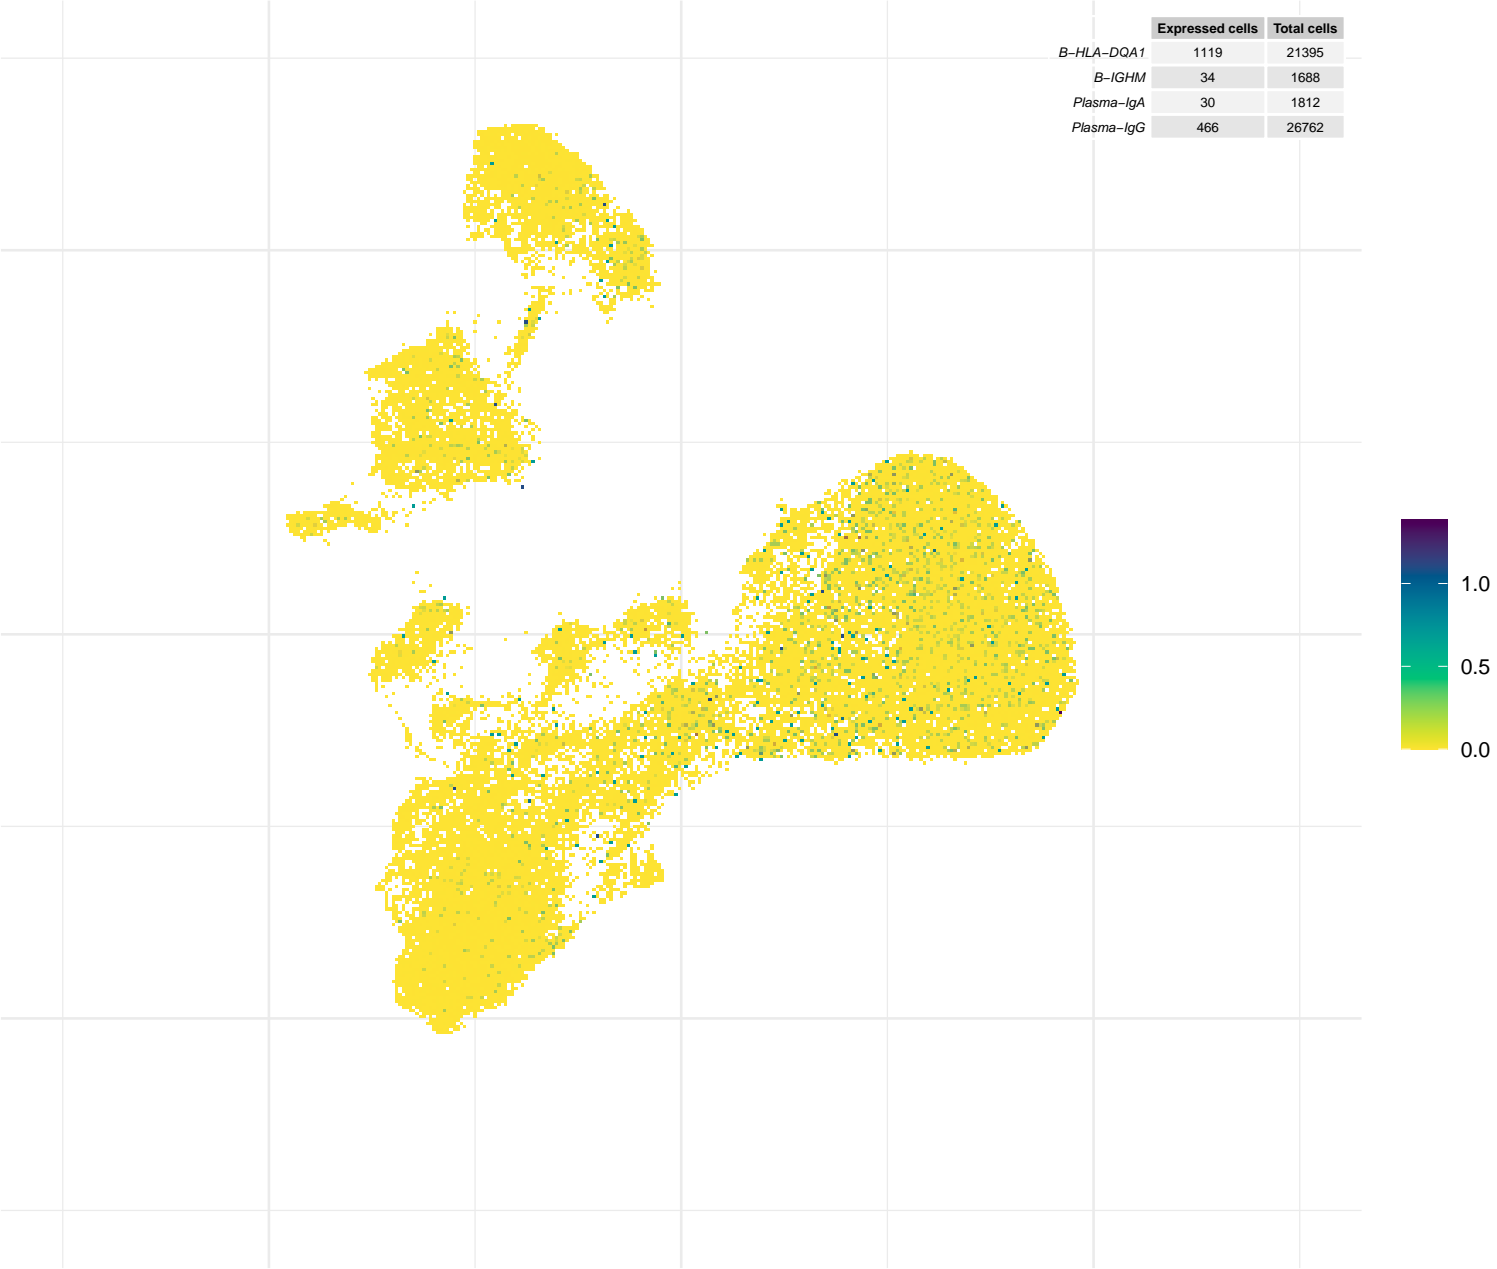 Expressed cells Total cells
B−HLA−DQA1 1119 21395
B−IGHM 34 1688
Plasma−IgA 30 1812
Plasma−IgG 466 26762
1.0
0.5
0.0